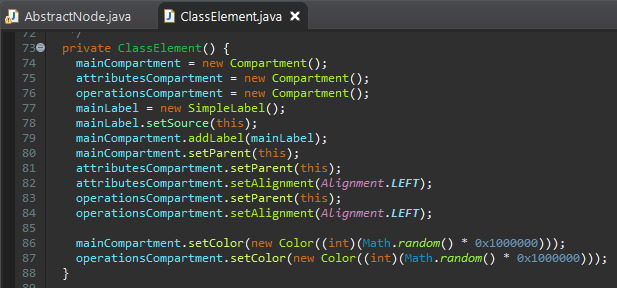 AbstractNode.java ClassElement.java
72 */
73 private ClassElement() {
74 mainCompartment = new Compartment();
75 attributesCompartment = new Compartment();
76 operationsCompartment = new Compartment();
77 mainLabel = new SimpleLabel();
78 mainLabel.setSource(this);
79 mainCompartment.addLabel(mainLabel);
80 mainCompartment.setParent(this);
81 attributesCompartment.setParent(this);
82 attributesCompartment.setAlignment(Alignment.LEFT);
83 operationsCompartment.setParent(this);
84 operationsCompartment.setAlignment(Alignment.LEFT);
85
86 mainCompartment.setColor(new Color((int)(Math.random() * 0x1000000)));
87 operationsCompartment.setColor(new Color((int)(Math.random() * 0x1000000)));
88 }